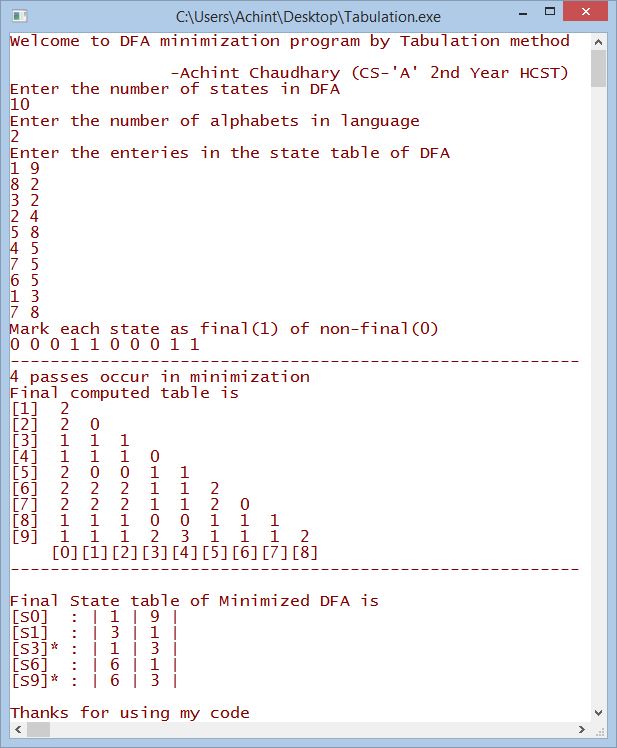 C:\Users\Achint\Desktop\Tabulation.exe
Welcome to DFA minimization program by Tabulation method
-Achint Chaudhary (CS-'A' 2nd Year HCST)
Enter the number of states in DFA
10
Enter the number of alphabets in language
2
Enter the enteries in the state table of DFA
1 9
8 2
3 2
2 4
5 8
4 5
7 5
6 5
1 3
7 8
Mark each state as final(1) of non-final(0)
0 0 0 1 1 0 0 0 1 1
---------------------------------------------------------
4 passes occur in minimization
Final computed table is
[1]  2
[2]  2  0
[3]  1  1  1
[4]  1  1  1  0
[5]  2  0  0  1  1
[6]  2  2  2  1  1  2
[7]  2  2  2  1  1  2  0
[8]  1  1  1  0  0  1  1  1
[9]  1  1  1  2  3  1  1  1  2
[0][1][2][3][4][5][6][7][8]
---------------------------------------------------------
Final State table of Minimized DFA is
[S0]  : | 1 | 9 |
[S1]  : | 3 | 1 |
[S3]* : | 1 | 3 |
[S6]  : | 6 | 1 |
[S9]* : | 6 | 3 |
Thanks for using my code